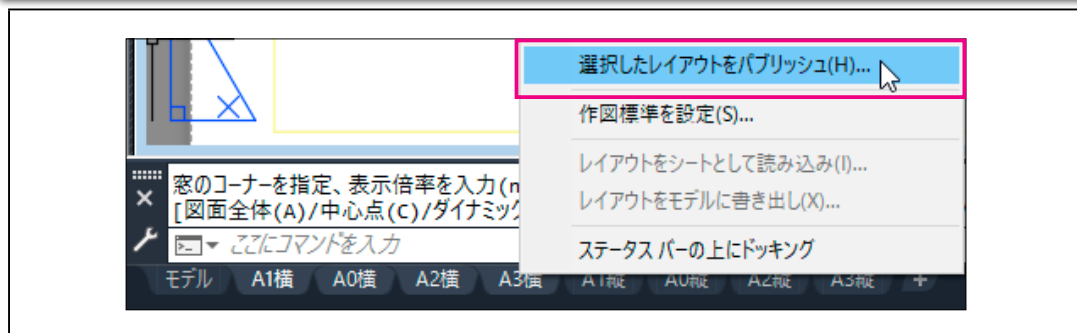 選択したレイアウトをパブリッシュ(H)...
作図標準を設定(S)...
レイアウトをシートとして読み込み(I)...
レイアウトをモデルに書き出し(X)...
ステータス バーの上にドッキング
窓のコーナーを指定、表示倍率を入力(n
[図面全体(A)/中心点(C)/ダイナミック
ここにコマンドを入力
モデル A1横 A0横 A2横 A3横 A1縦 A0縦 A2縦 A3縦 +